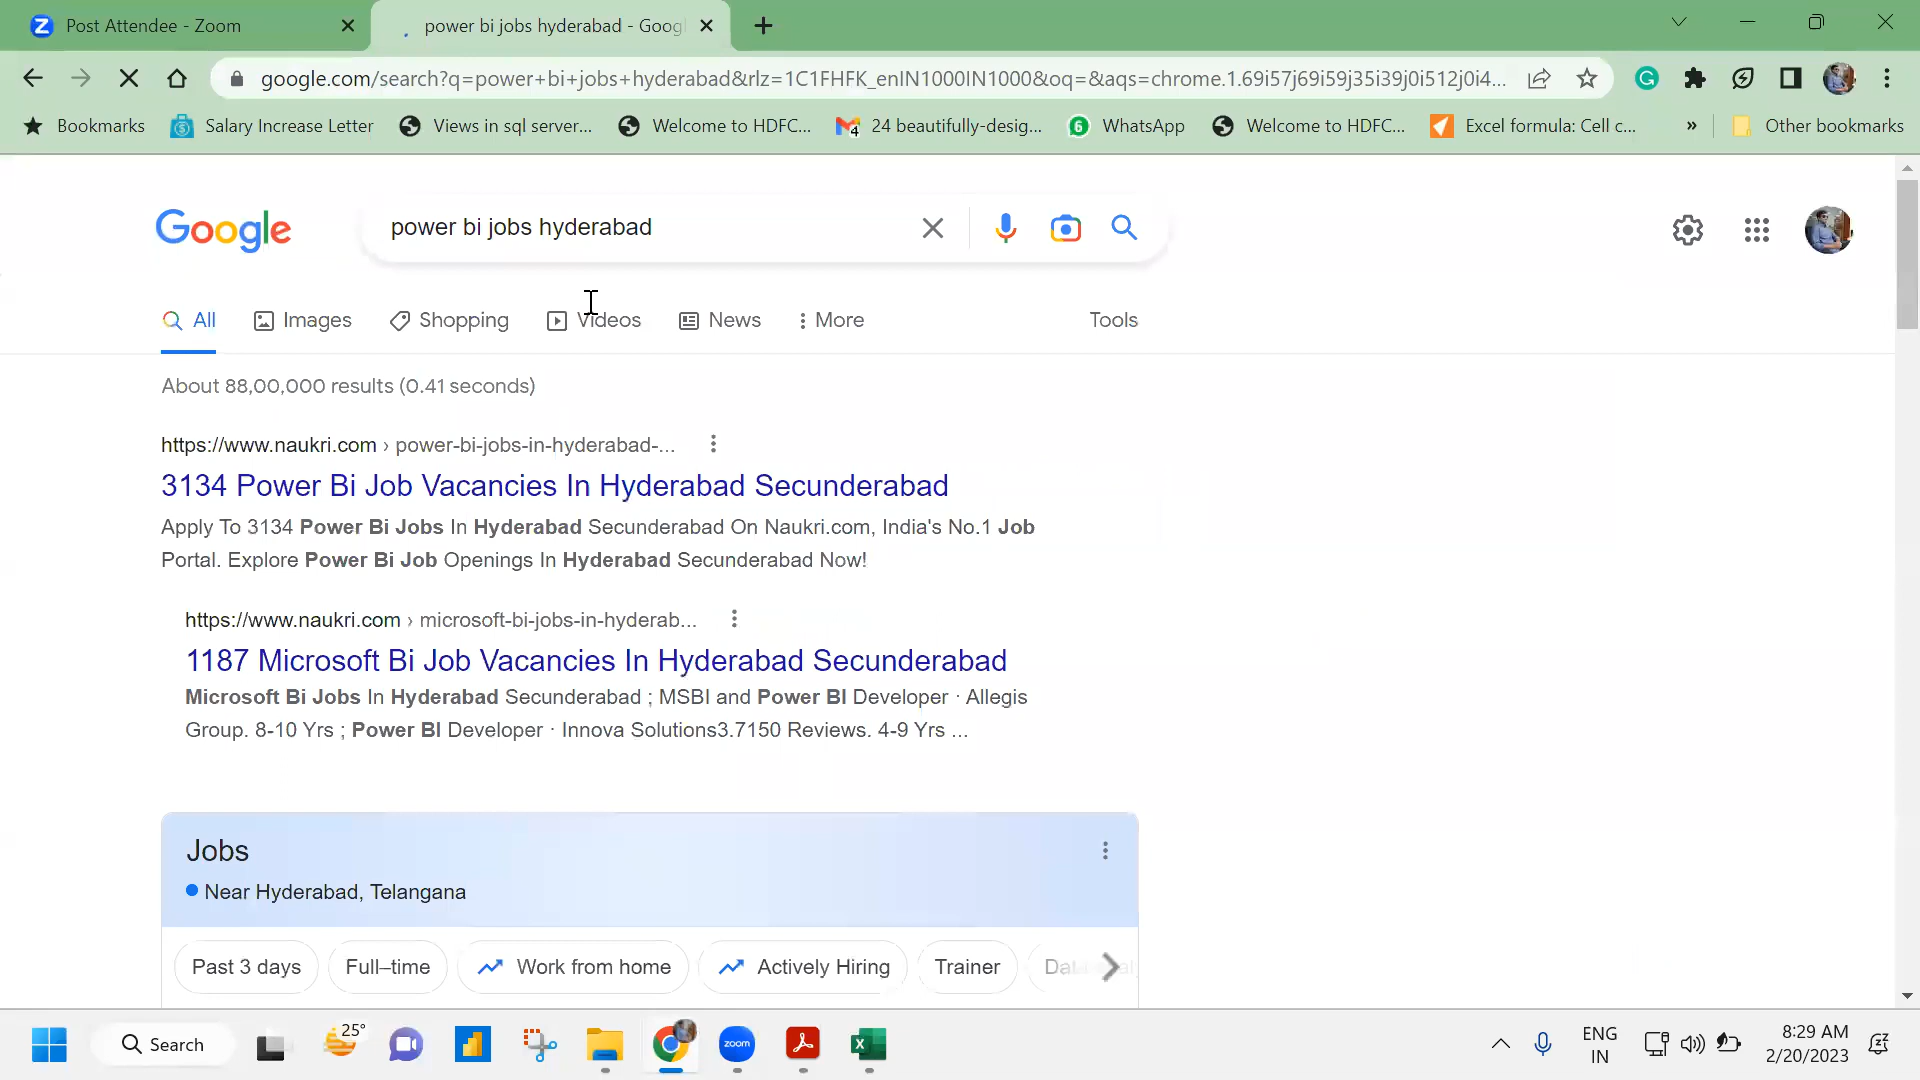 Post Attendee - Zoom
power bi jobs hyderabad - Goog
google.com/search?q=power+bi+jobs+hyderabad&rlz=1C1FHFK_enIN1000IN1000&oq=&aqs=chrome.1.69i57j69i59j35i39j0i512j0i4...
Bookmarks
Salary Increase Letter
Views in sql server...
Welcome to HDFC...
24 beautifully-desig...
WhatsApp
Welcome to HDFC...
Excel formula: Cell c...
»
Other bookmarks
Google
power bi jobs hyderabad
All
Images
Shopping
Videos
News
More
Tools
About 88,00,000 results (0.41 seconds)
https://www.naukri.com › power-bi-jobs-in-hyderabad-...
3134 Power Bi Job Vacancies In Hyderabad Secunderabad
Apply To 3134 Power Bi Jobs In Hyderabad Secunderabad On Naukri.com, India's No.1 Job
Portal. Explore Power Bi Job Openings In Hyderabad Secunderabad Now!
https://www.naukri.com › microsoft-bi-jobs-in-hyderab...
1187 Microsoft Bi Job Vacancies In Hyderabad Secunderabad
Microsoft Bi Jobs In Hyderabad Secunderabad ; MSBI and Power BI Developer · Allegis
Group. 8-10 Yrs ; Power BI Developer · Innova Solutions3.7150 Reviews. 4-9 Yrs ...
Jobs
Near Hyderabad, Telangana
Past 3 days
Full–time
Work from home
Actively Hiring
Trainer
Search
25°
zoom
ENG
IN
8:29 AM
2/20/2023